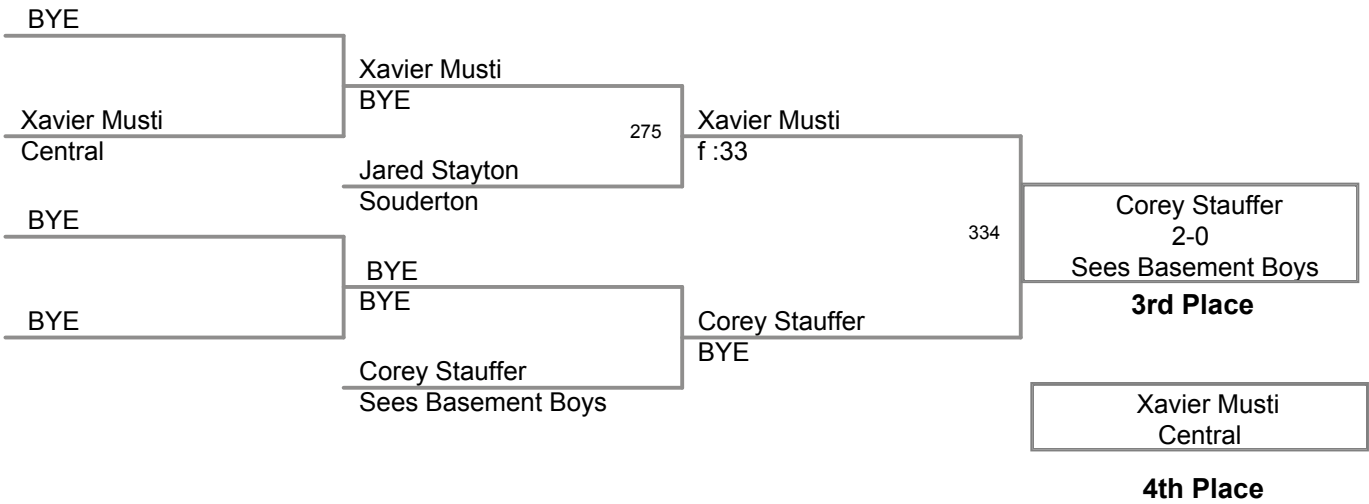 BYE
Xavier Musti
BYE
Xavier Musti
Central
275
Xavier Musti
f :33
Jared Stayton
Souderton
BYE
334
Corey Stauffer
2-0
Sees Basement Boys
3rd Place
BYE
BYE
BYE
Corey Stauffer
BYE
Corey Stauffer
Sees Basement Boys
Xavier Musti
Central
4th Place